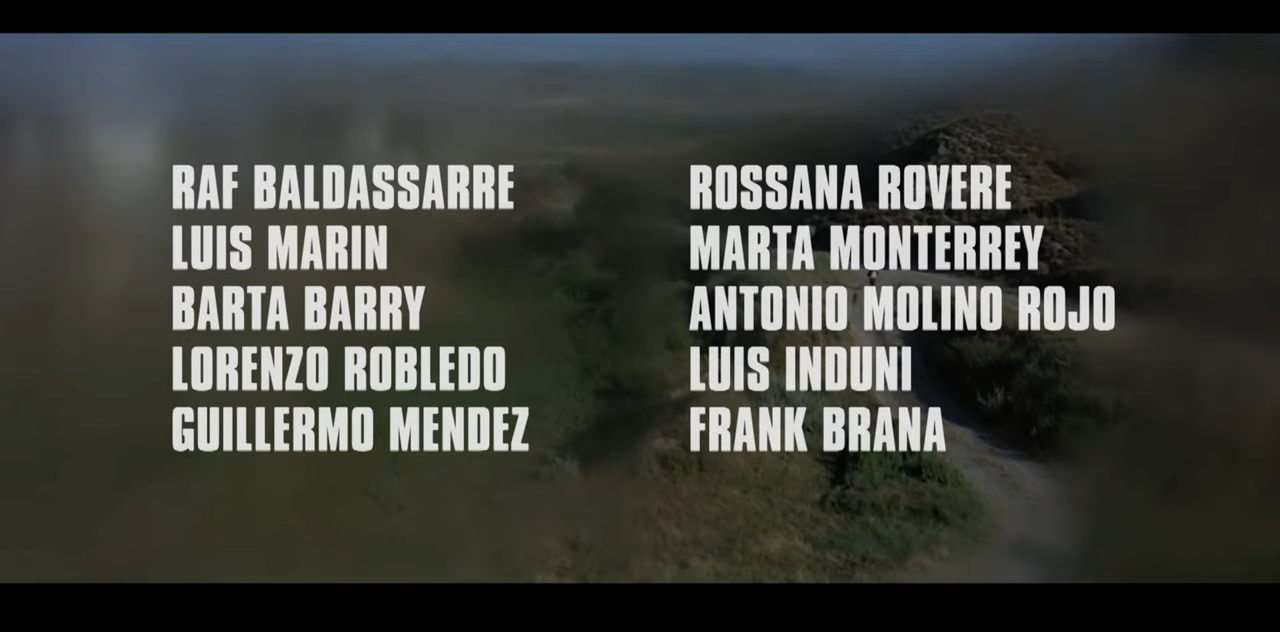 RAF BALDASSARRE
LUIS MARIN
BARTA BARRY
LORENZO ROBLEDO
GUILLERMO MENDEZ
ROSSANA ROVERE
MARTA MONTERREY
ANTONIO MOLINO ROJO
LUIS INDUNI
FRANK BRANA